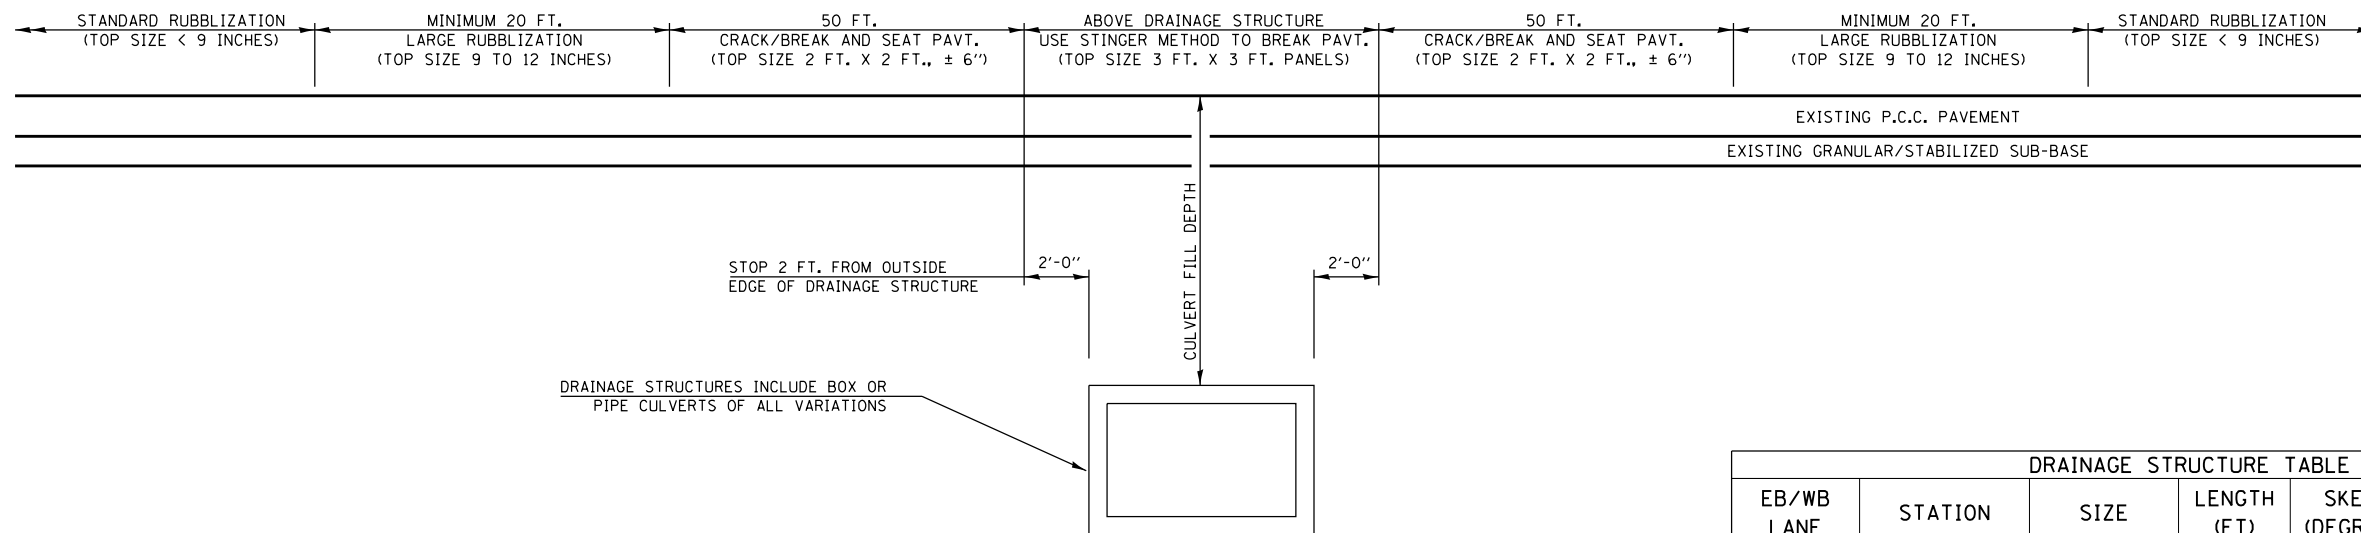 STANDARD RUBBLIZATION
(TOP SIZE < 9 INCHES)
MINIMUM 20 FT.
LARGE RUBBLIZATION
(TOP SIZE 9 TO 12 INCHES)
50 FT.
CRACK/BREAK AND SEAT PAVT.
(TOP SIZE 2 FT. X 2 FT., ± 6")
ABOVE DRAINAGE STRUCTURE
USE STINGER METHOD TO BREAK PAVT.
(TOP SIZE 3 FT. X 3 FT. PANELS)
50 FT.
CRACK/BREAK AND SEAT PAVT.
(TOP SIZE 2 FT. X 2 FT., ± 6")
MINIMUM 20 FT.
LARGE RUBBLIZATION
(TOP SIZE 9 TO 12 INCHES)
STANDARD RUBBLIZATION
(TOP SIZE < 9 INCHES)
EXISTING P.C.C. PAVEMENT
EXISTING GRANULAR/STABILIZED SUB-BASE
CULVERT FILL DEPTH
STOP 2 FT. FROM OUTSIDE
EDGE OF DRAINAGE STRUCTURE
2'-0"
2'-0"
DRAINAGE STRUCTURES INCLUDE BOX OR
PIPE CULVERTS OF ALL VARIATIONS
DRAINAGE STRUCTURE TABLE
EB/WB
LANE
STATION
SIZE
LENGTH
(FT)